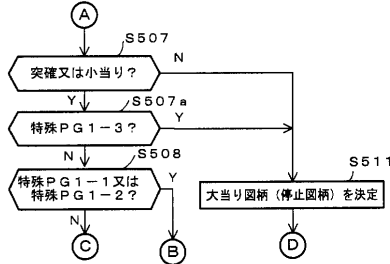 A
S507
突確又は小当り？
N
Y
S507a
特殊PG1-3？
Y
N
S508
特殊PG1-1又は
特殊PG1-2？
Y
N
S511
大当り図柄（停止図柄）を決定
C
B
D